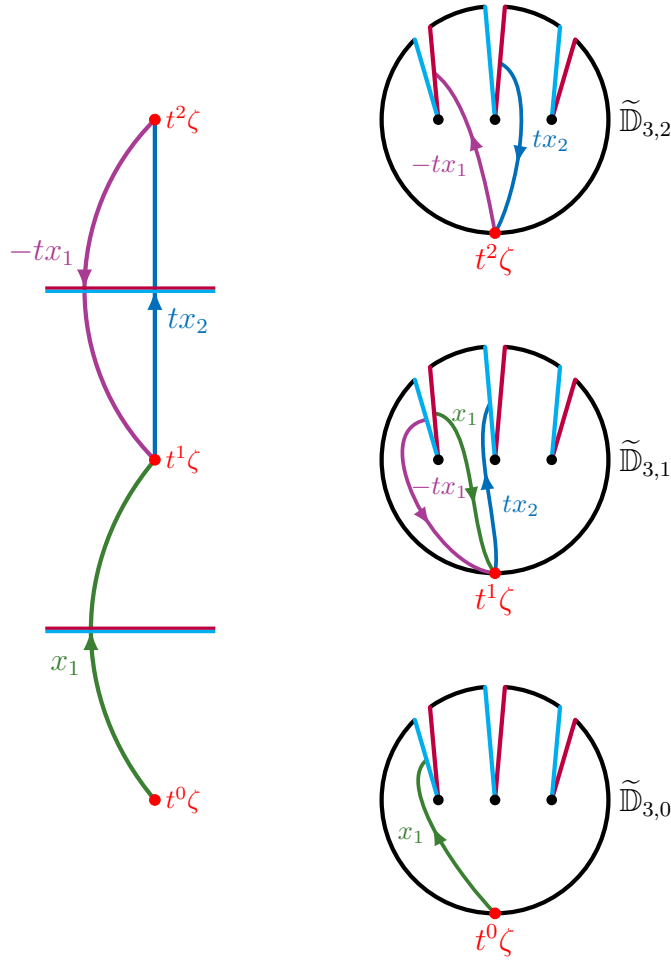 t²ζ
−tx₁
tx₂
t¹ζ
x₁
t⁰ζ
−tx₁
tx₂
𝔻̃₃,₂
t²ζ
x₁
−tx₁
tx₂
𝔻̃₃,₁
t¹ζ
x₁
𝔻̃₃,₀
t⁰ζ